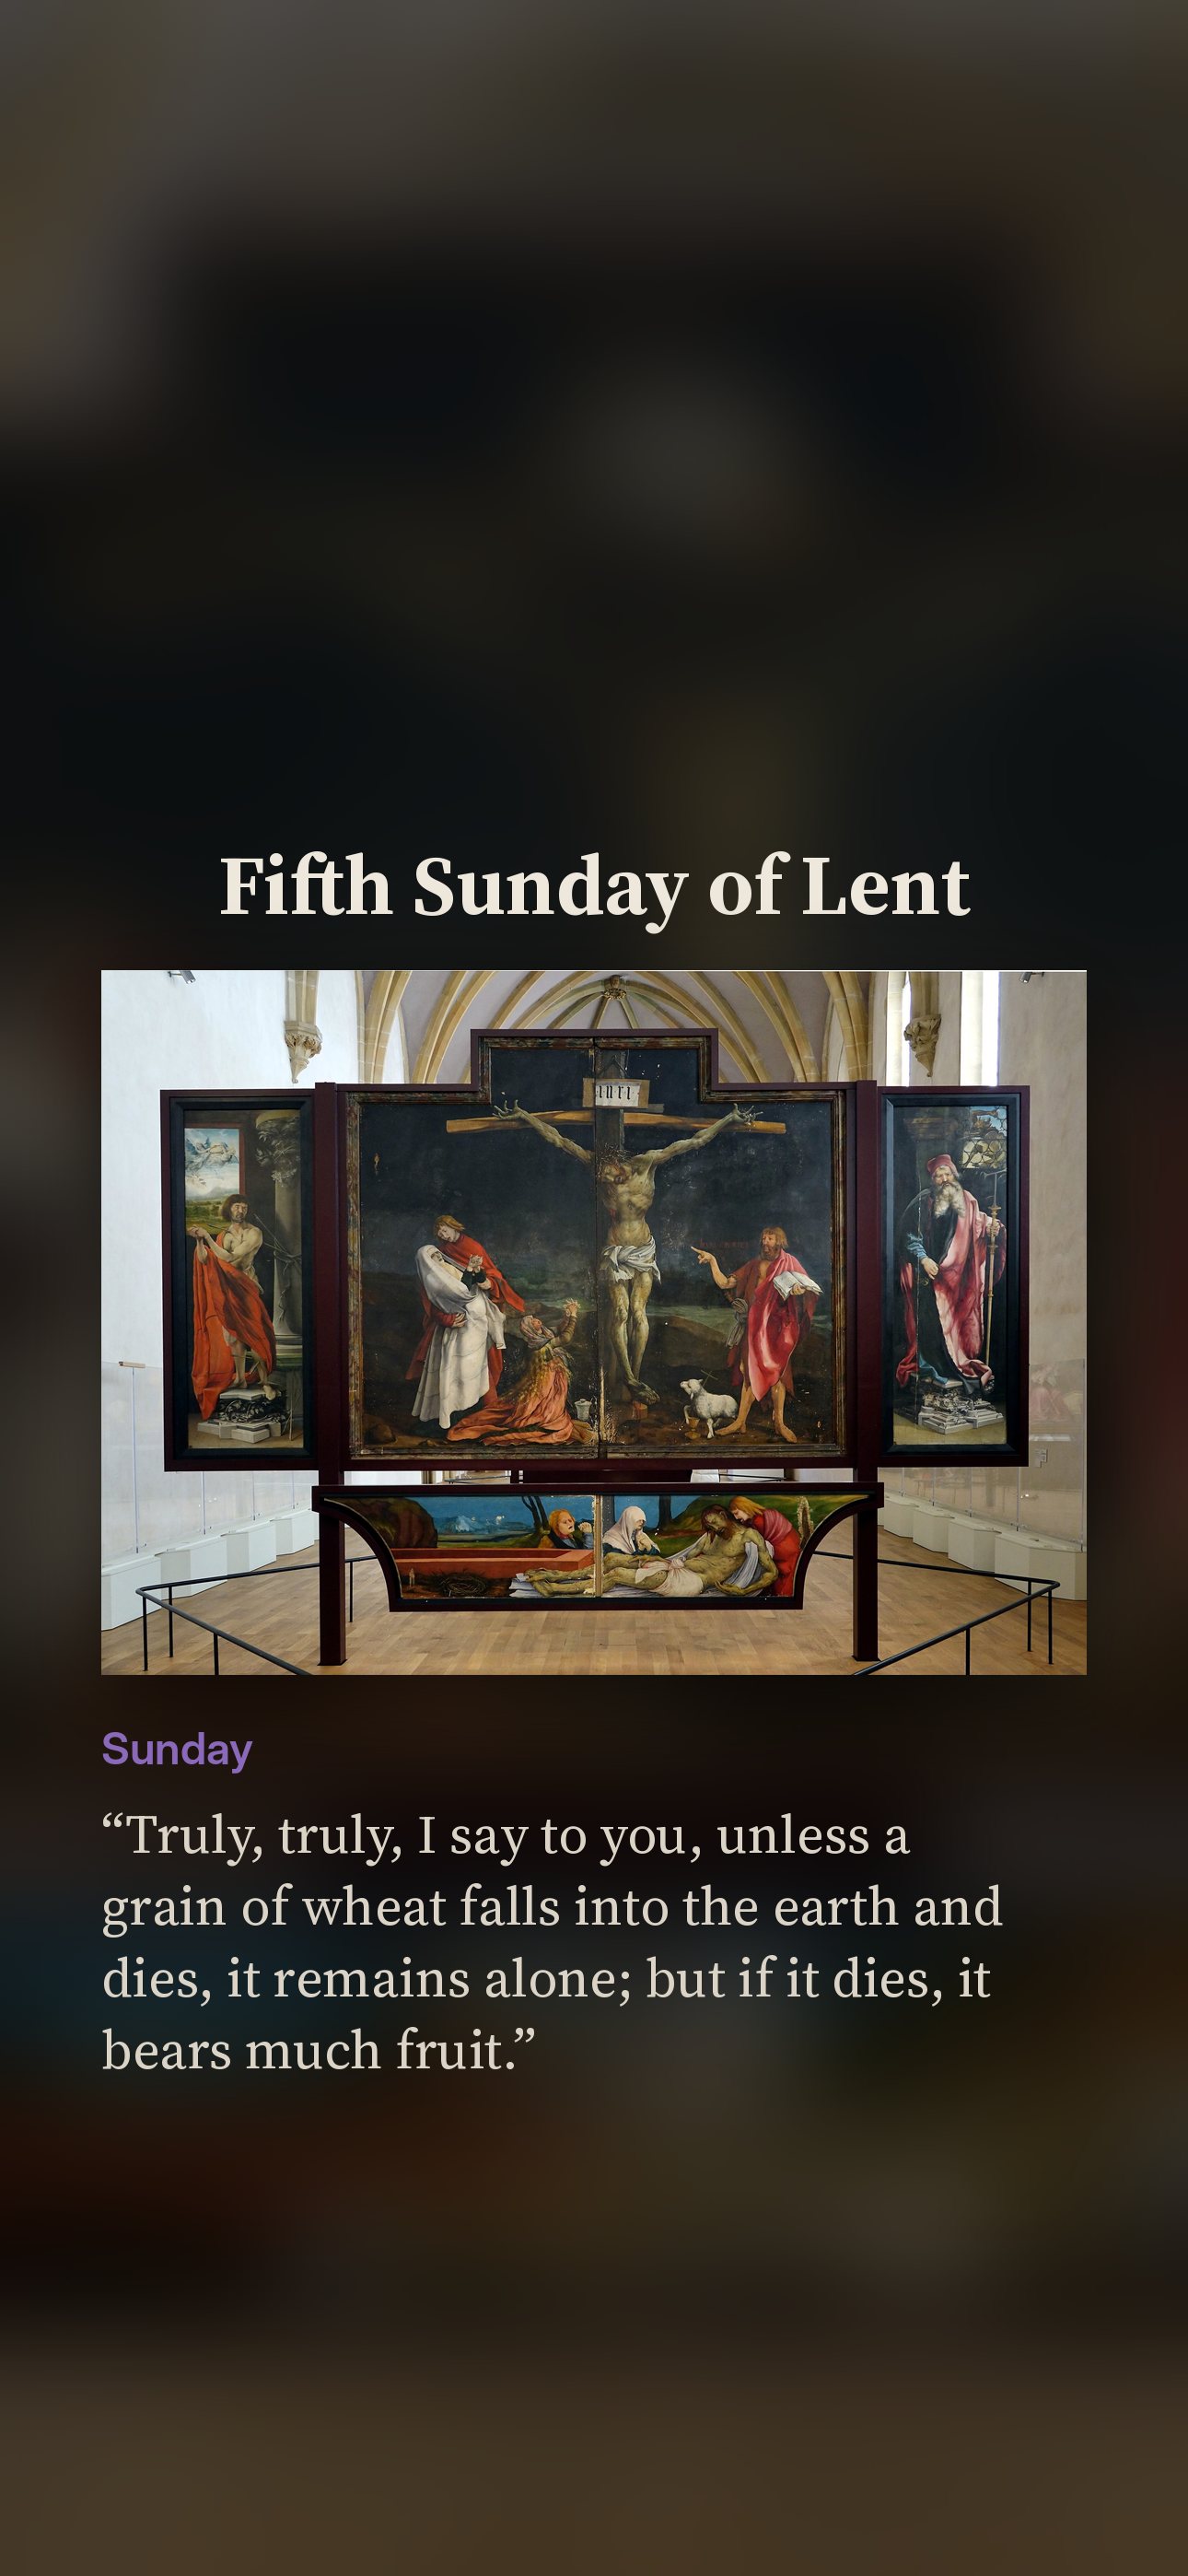 Fifth Sunday of Lent
INRI
Sunday
“Truly, truly, I say to you, unless a
grain of wheat falls into the earth and
dies, it remains alone; but if it dies, it
bears much fruit.”